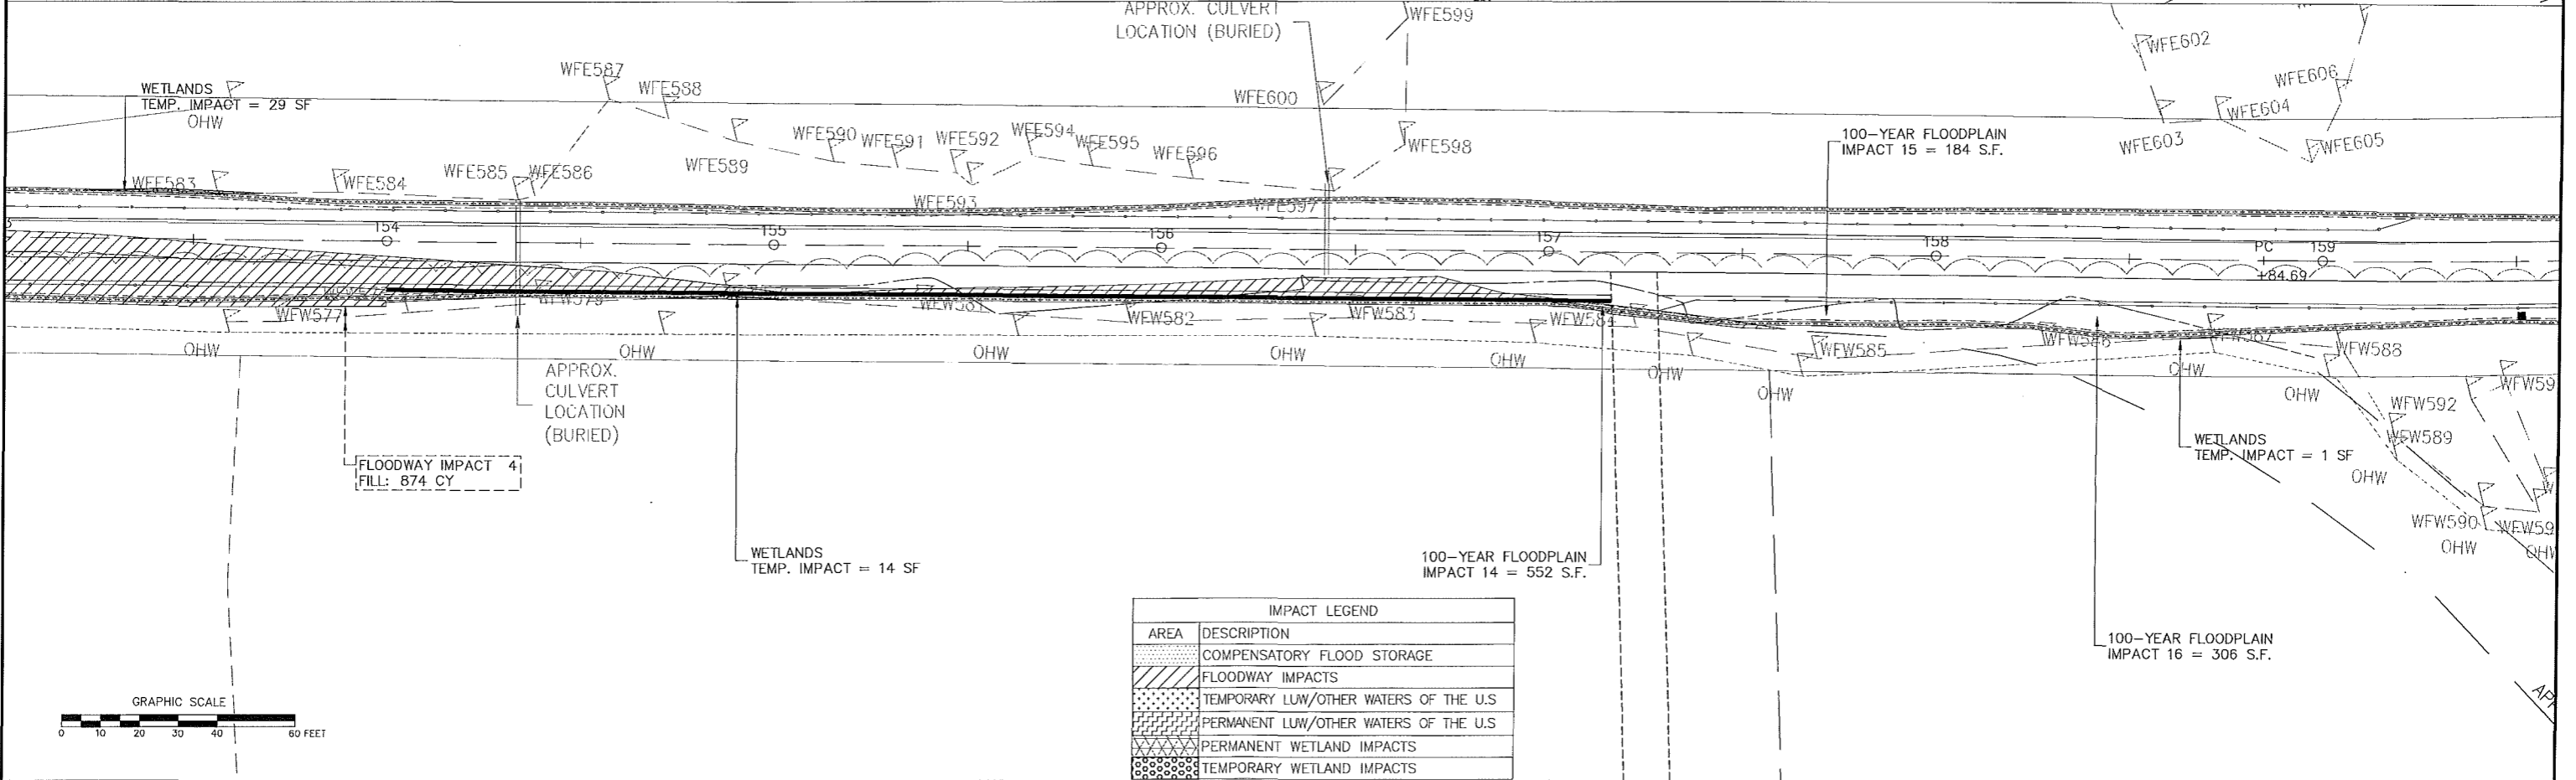 APPROX. CULVERT
LOCATION (BURIED)
WFE599
WFE602
WFE606
WFE587
WFE588
WETLANDS
TEMP. IMPACT = 29 SF
OHW
WFE600
WFE604
WFE603
WFE605
WFE590
WFE591
WFE592
WFE594
WFE595
WFE596
WFE598
WFE589
100-YEAR FLOODPLAIN
IMPACT 15 = 184 S.F.
WFE583
WFE584
WFE585
WFE586
WFE593
WFE597
154
155
156
157
158
PC
159
+84.69
WFW577
WFW582
WFW583
WFW585
WFW588
OHW
OHW
OHW
OHW
OHW
OHW
OHW
OHW
OHW
APPROX.
CULVERT
LOCATION
(BURIED)
WFW592
WFW589
WETLANDS
TEMP. IMPACT = 1 SF
OHW
FLOODWAY IMPACT 4
FILL: 874 CY
WFW590
OHW
WETLANDS
TEMP. IMPACT = 14 SF
100-YEAR FLOODPLAIN
IMPACT 14 = 552 S.F.
100-YEAR FLOODPLAIN
IMPACT 16 = 306 S.F.
IMPACT LEGEND
AREA DESCRIPTION
COMPENSATORY FLOOD STORAGE
FLOODWAY IMPACTS
TEMPORARY LUW/OTHER WATERS OF THE U.S
PERMANENT LUW/OTHER WATERS OF THE U.S
PERMANENT WETLAND IMPACTS
TEMPORARY WETLAND IMPACTS
GRAPHIC SCALE
0 10 20 30 40 60 FEET